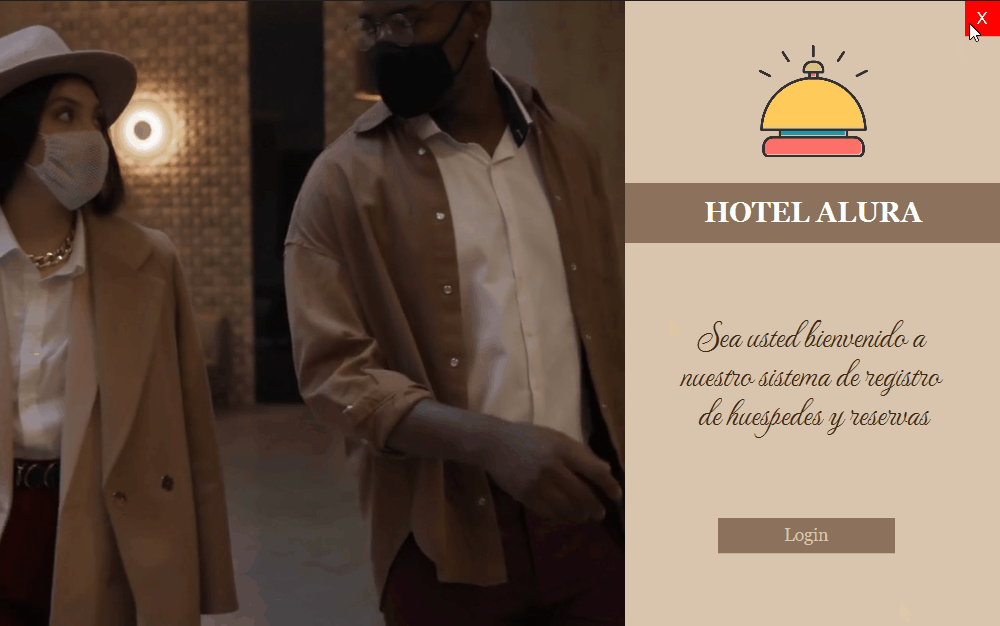 X
HOTEL ALURA
Sea usted bienvenido a
nuestro sistema de registro
de huespedes y reservas
Login